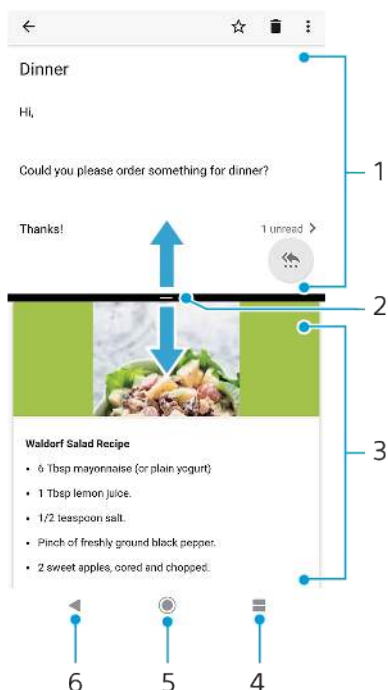 Dinner
Hi,
1
Could you please order something for dinner?
Thanks!
1 unread
2
3
Waldorf Salad Recipe
• 6 Tbsp mayonnaise (or plain yogurt)
• 1 Tbsp lemon juice.
• 1/2 teaspoon salt.
• Pinch of freshly ground black pepper.
• 2 sweet apples, cored and chopped.
6 5 4